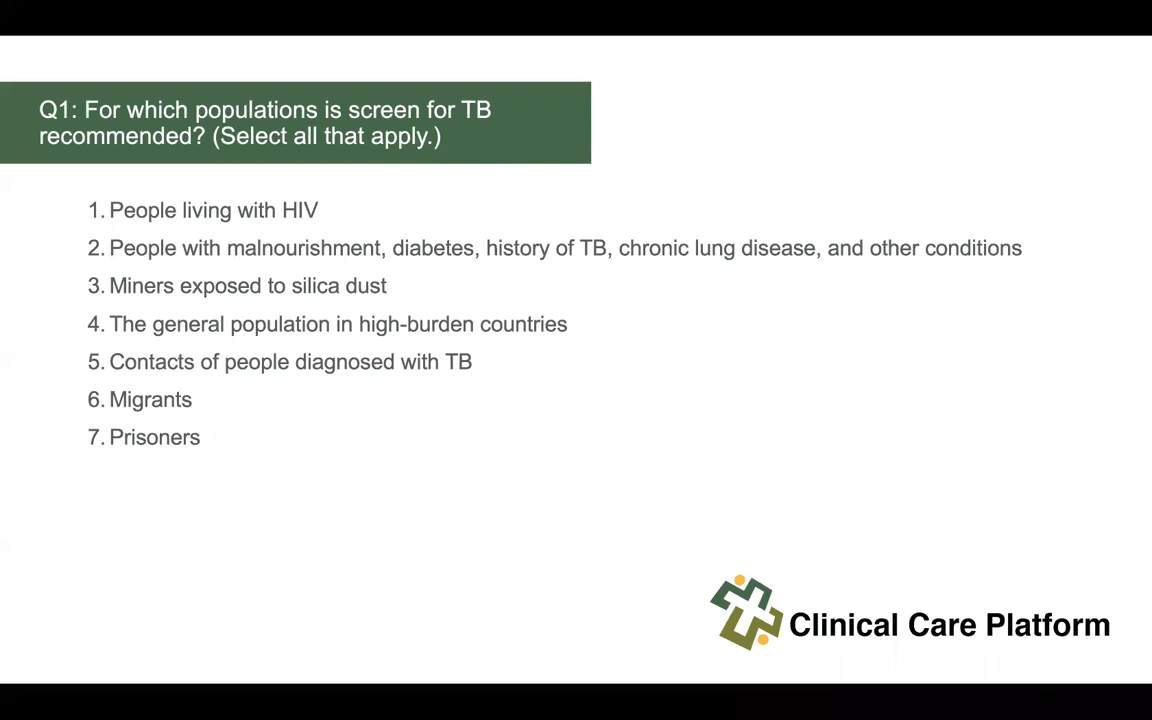 Q1: For which populations is screen for TB
recommended? (Select all that apply.)
1. People living with HIV
2. People with malnourishment, diabetes, history of TB, chronic lung disease, and other conditions
3. Miners exposed to silica dust
4. The general population in high-burden countries
5. Contacts of people diagnosed with TB
6. Migrants
7. Prisoners
Clinical Care Platform